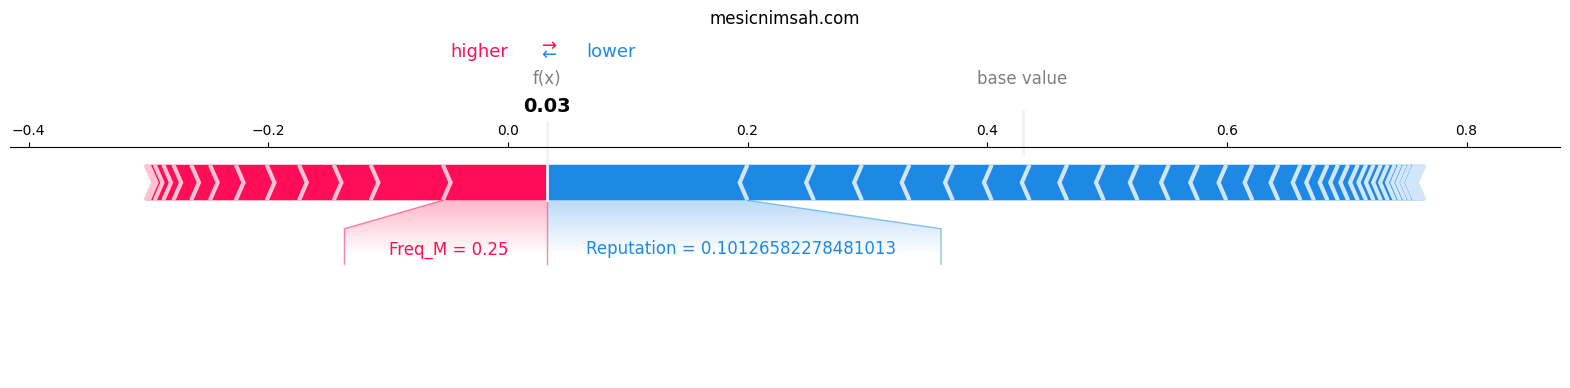 mesicnimsah.com
higher ⇄ lower
f(x) base value
0.03
−0.4 −0.2 0.0 0.2 0.4 0.6 0.8
Freq_M = 0.25 Reputation = 0.10126582278481013